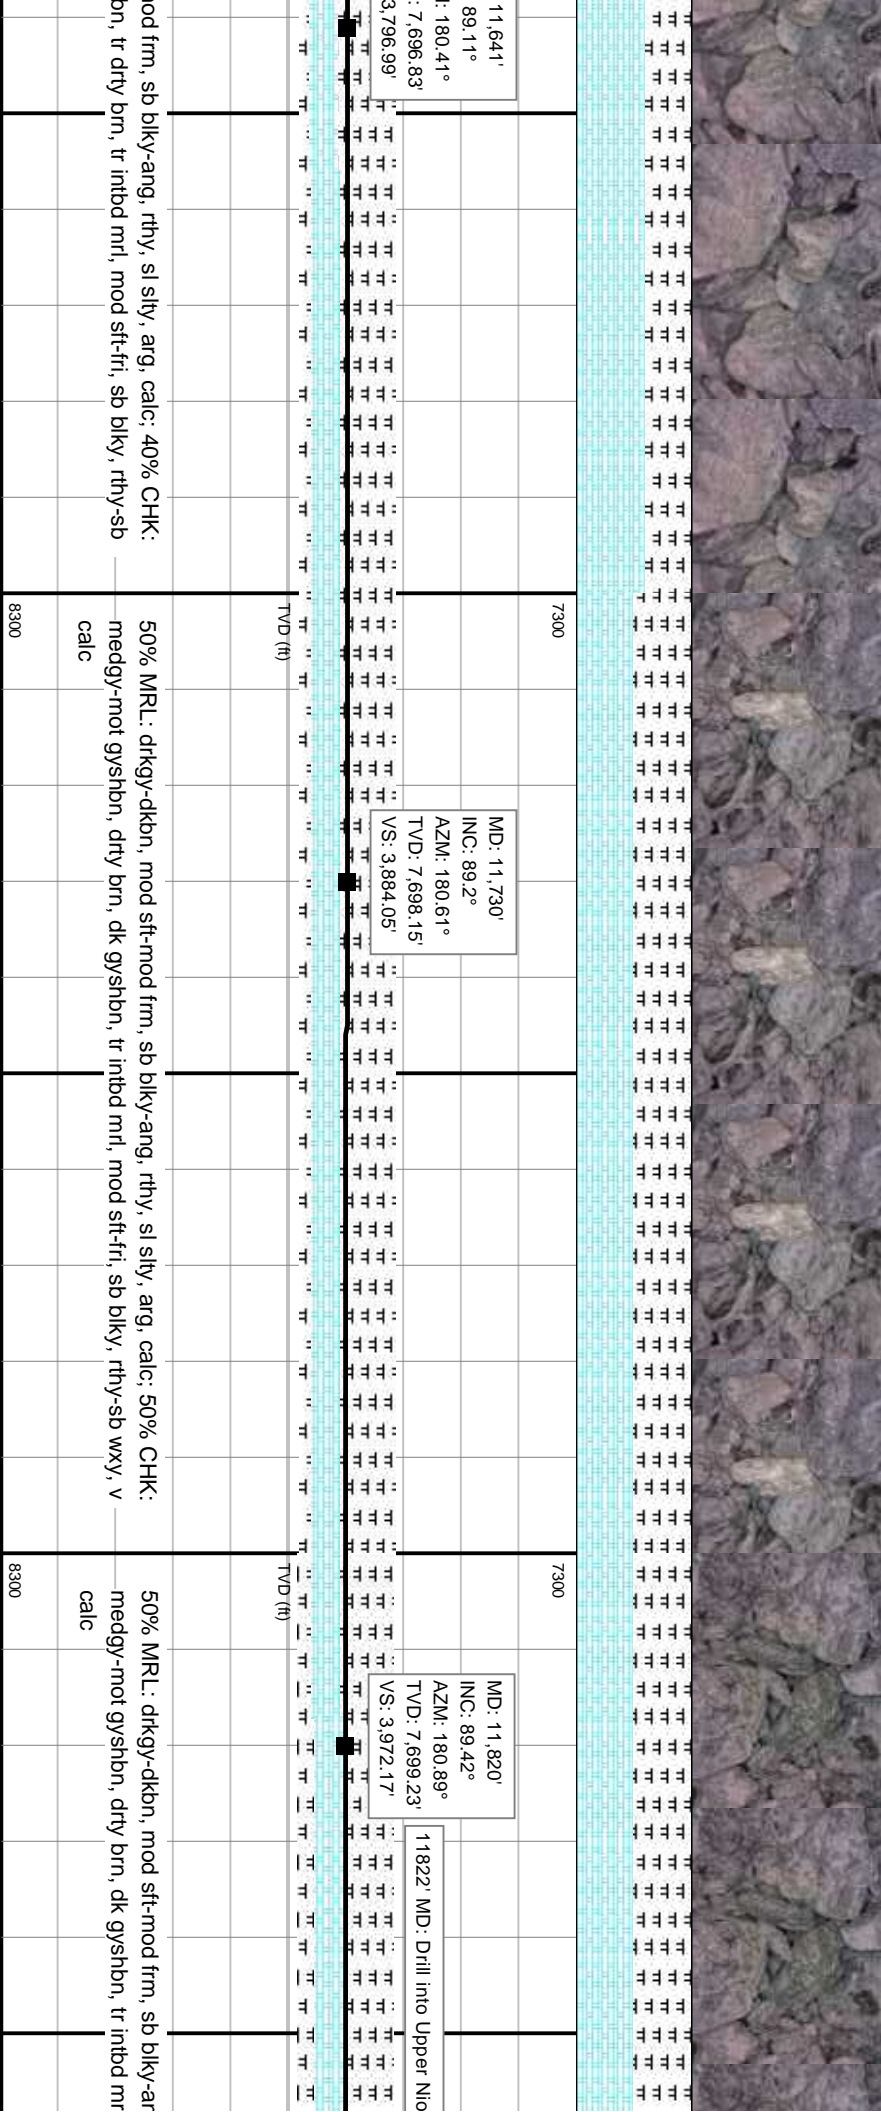 11,641'
89.11°
: 180.41°
: 7,696.83'
3,796.99'
od frm, sb blky-ang, rthy, sl slty, arg, calc; 40% CHK:
bn, tr drty brn, tr intbd mrl, mod sft-fri, sb blky, rthy-sb
7300
TVD (ft)
8300
50% MRL: drkgy-dkbn, mod sft-mod frm, sb blky-ang, rthy, sl slty, arg, calc; 50% CHK:
medgy-mot gyshbn, drty brn, dk gyshbn, tr intbd mrl, mod sft-fri, sb blky, rthy-sb wxy, v
calc
MD: 11,730'
INC: 89.2°
AZM: 180.61°
TVD: 7,698.15'
VS: 3,884.05'
7300
TVD (ft)
8300
50% MRL: drkgy-dkbn, mod sft-mod frm, sb blky-ar
medgy-mot gyshbn, drty brn, dk gyshbn, tr intbd mr
calc
MD: 11,820'
INC: 89.42°
AZM: 180.89°
TVD: 7,699.23'
VS: 3,972.17'
11822' MD: Drill into Upper Nio